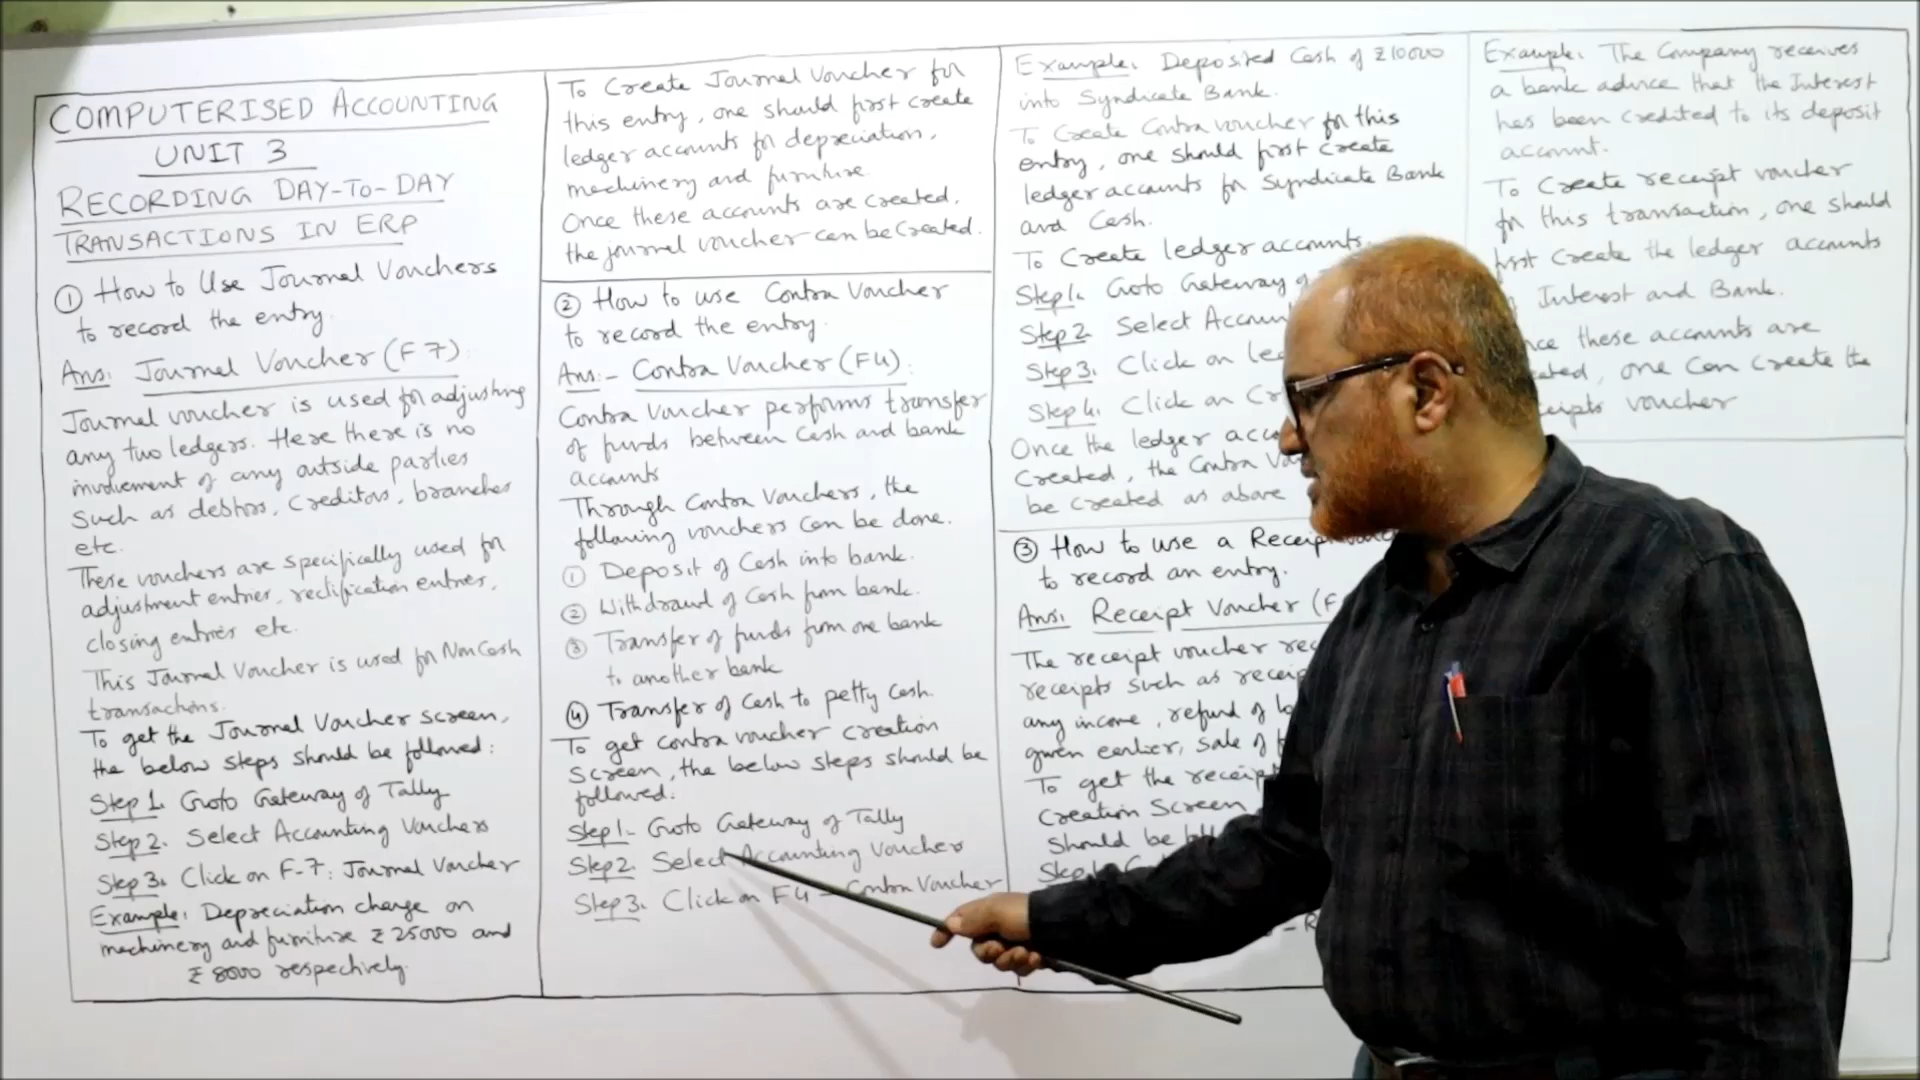 COMPUTERISED ACCOUNTING
UNIT 3
RECORDING DAY-TO-DAY
TRANSACTIONS IN ERP
① How to Use Journal Vouchers
to record the entry.
Ans: Journal Voucher (F7)
Journal voucher is used for adjusting
any two ledgers. Here there is no
involvement of any outside parties
such as debtors, creditors, branches
etc.
These vouchers are specifically used for
adjustment entries, rectification entries,
closing entries etc.
This Journal Voucher is used for Non Cash
transactions.
To get the Journal Voucher screen,
the below steps should be followed:
Step 1. Goto Gateway of Tally
Step 2. Select Accounting Vouchers
Step 3. Click on F-7: Journal Voucher
Example: Depreciation charge on
machinery and furniture ₹ 25000 and
₹ 8000 respectively.
To Create Journal Voucher for
this entry, one should first create
ledger accounts for depreciation,
machinery and furniture.
Once these accounts are created,
the journal voucher can be created.
② How to use Contra Voucher
to record the entry.
Ans:- Contra Voucher (F4).
Contra Voucher performs transfer
of funds between cash and bank
accounts
Through Contra Vouchers, the
following vouchers can be done.
① Deposit of Cash into bank.
② Withdrawl of Cash from bank.
③ Transfer of funds from one bank
to another bank
④ Transfer of Cash to petty cash.
To get contra voucher creation
screen, the below steps should be
followed:
Step 1- Goto Gateway of Tally
Step 2. Select Accounting Voucher
Step 3. Click on F4 - Contra Voucher
Example: Deposited Cash of ₹ 10000
into Syndicate Bank.
To Create Contra voucher for this
entry, one should first create
ledger accounts for Syndicate Bank
and Cash.
To Create ledger accounts.
Step 1. Goto Gateway
Step 2 Select
Step 3. Click on
Step 4. Click on
Once the ledger
Created, the Contra
be created as above
③ How to use a Receipt
to record an entry.
Ans: Receipt Voucher
The receipt voucher
receipts such as
any income, refund of
given earlier, sale of
To get the receipt
Creation Screen
Should be
Step 1.
Example: The Company receives
a bank advice that the Interest
has been credited to its deposit
account.
To Create receipt voucher
for this transaction, one should
first create the ledger accounts
Interest and Bank.
these accounts are
one can create the
voucher